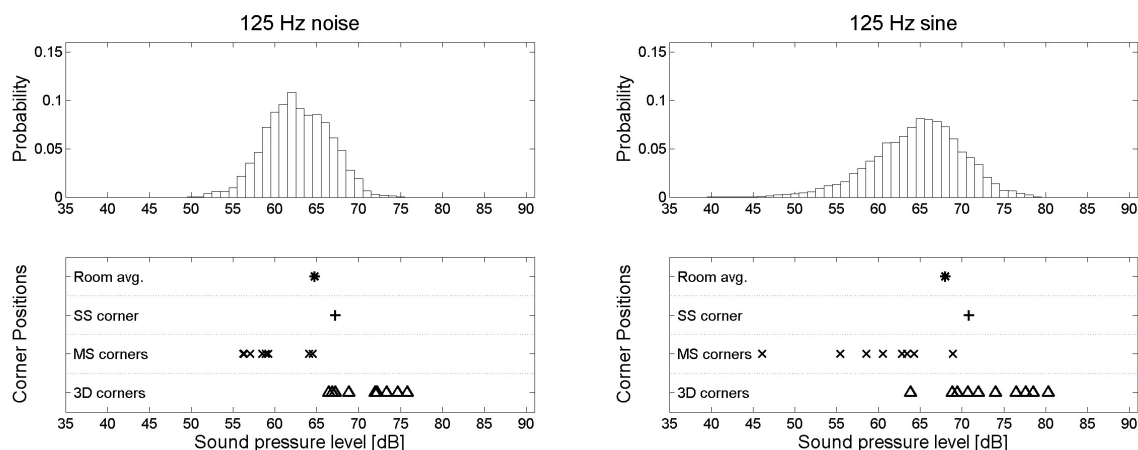 125 Hz noise
Probability
0.15
0.1
0.05
0
35 40 45 50 55 60 65 70 75 80 85 90
Corner Positions
Room avg.
SS corner
MS corners
3D corners
35 40 45 50 55 60 65 70 75 80 85 90
Sound pressure level [dB]
125 Hz sine
Probability
0.15
0.1
0.05
0
35 40 45 50 55 60 65 70 75 80 85 90
Corner Positions
Room avg.
SS corner
MS corners
3D corners
35 40 45 50 55 60 65 70 75 80 85 90
Sound pressure level [dB]